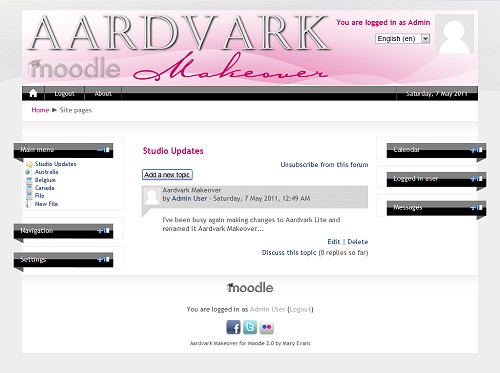 AARDVARK
moodle
Makeover
You are logged in as Admin
English (en)
Logout
About
Saturday, 7 May 2011
Home ► Site pages
Main menu
Studio Updates
Australia
Belgium
Canada
File
New File
Navigation
Settings
Studio Updates
Unsubscribe from this forum
Add a new topic
Aardvark Makeover
by Admin User - Saturday, 7 May 2011, 12:49 AM
I've been busy again making changes to Aardvark Lite and
renamed it Aardvark Makeover...
Edit | Delete
Discuss this topic (0 replies so far)
Calendar
Logged in user
Messages
moodle
You are logged in as Admin User (Logout)
Aardvark Makeover for Moodle 2.0 by Mary Evans